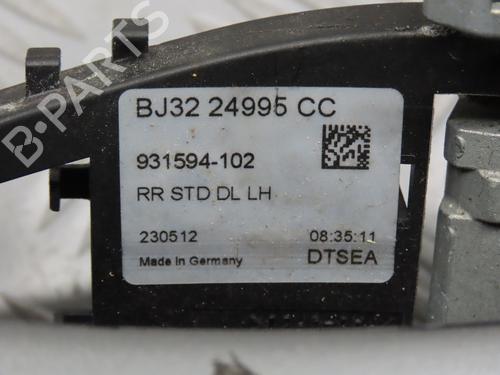 B-PARTS
BJ32 24995 CC
931594-102
RR STD DL LH
230512 08:35:11
Made in Germany DTSEA